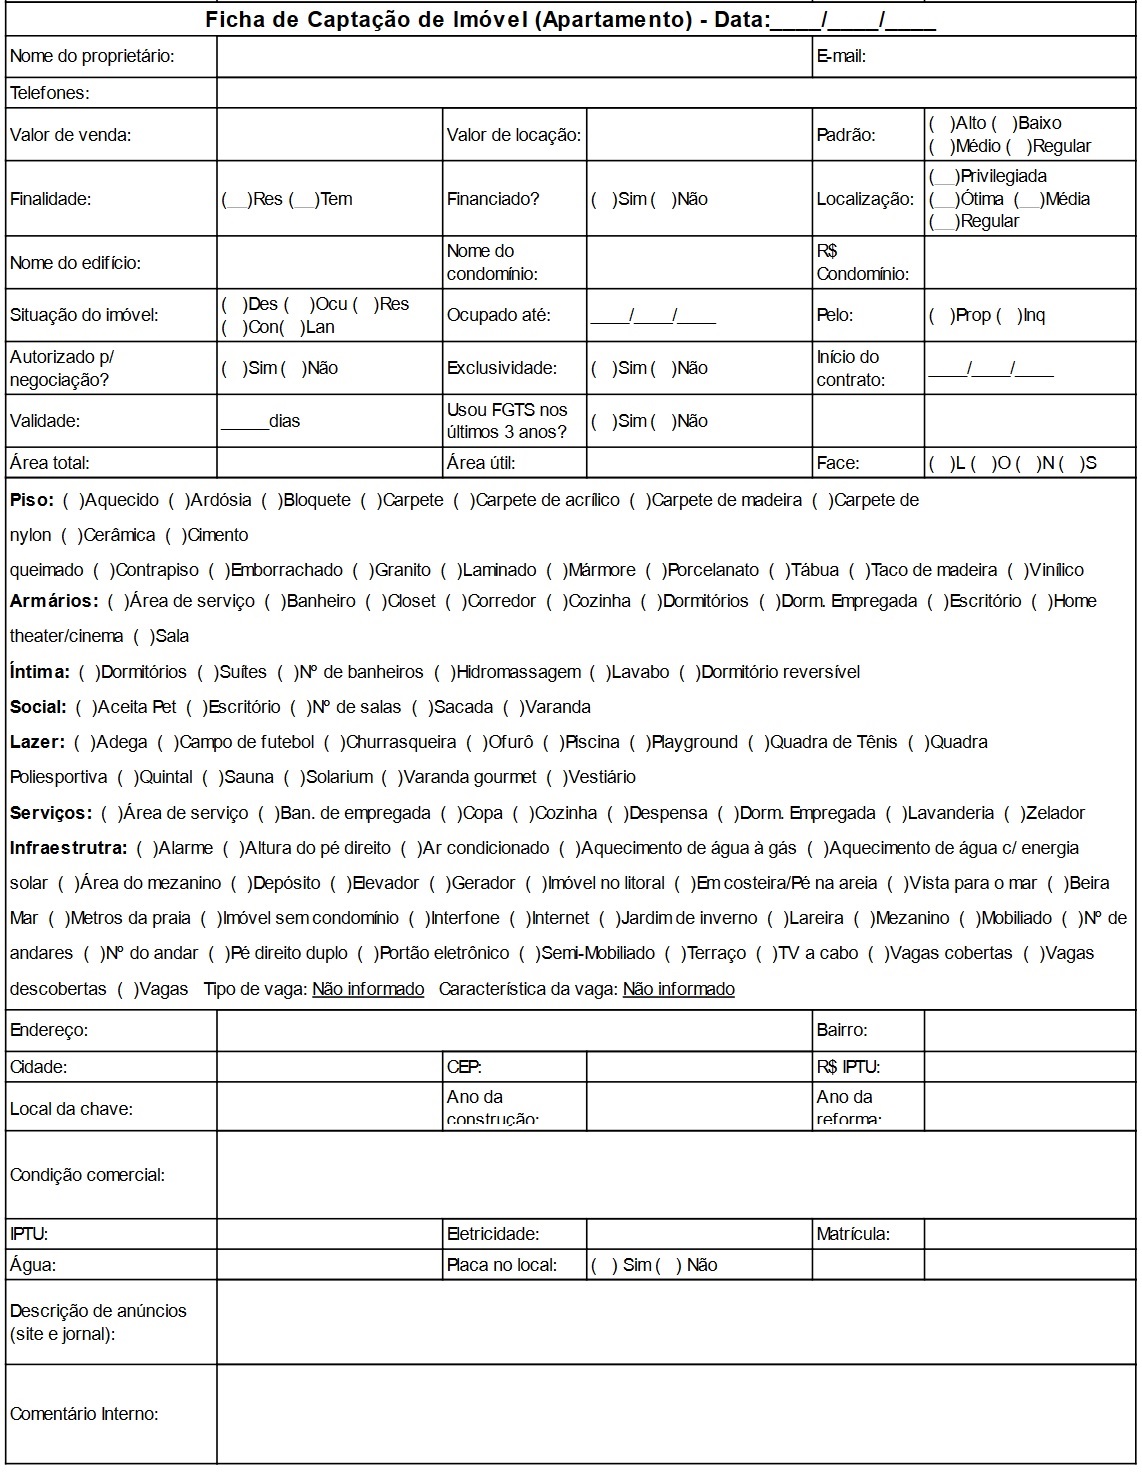 Ficha de Captação de Imóvel (Apartamento) - Data:____/____/____
Nome do proprietário: E-mail:
Telefones:
Valor de venda: Valor de locação: Padrão: ( )Alto ( )Baixo
( )Médio ( )Regular
Finalidade: (__)Res (__)Tem Financiado? ( )Sim ( )Não Localização: (__)Privilegiada
(__)Ótima (__)Média
(__)Regular
Nome do edifício: Nome do
condomínio: R$
Condomínio:
Situação do imóvel: ( )Des ( )Ocu ( )Res
( )Con( )Lan Ocupado até: ____/____/____ Pelo: ( )Prop ( )Inq
Autorizado p/
negociação? ( )Sim ( )Não Exclusividade: ( )Sim ( )Não Início do
contrato: ____/____/____
Validade: _____dias Usou FGTS nos
últimos 3 anos? ( )Sim ( )Não
Área total: Área útil: Face: ( )L ( )O ( )N ( )S
Piso: ( )Aquecido ( )Ardósia ( )Bloquete ( )Carpete ( )Carpete de acrílico ( )Carpete de madeira ( )Carpete de
nylon ( )Cerâmica ( )Cimento
queimado ( )Contrapiso ( )Emborrachado ( )Granito ( )Laminado ( )Mármore ( )Porcelanato ( )Tábua ( )Taco de madeira ( )Vinílico
Armários: ( )Área de serviço ( )Banheiro ( )Closet ( )Corredor ( )Cozinha ( )Dormitórios ( )Dorm. Empregada ( )Escritório ( )Home
theater/cinema ( )Sala
Íntima: ( )Dormitórios ( )Suítes ( )Nº de banheiros ( )Hidromassagem ( )Lavabo ( )Dormitório reversível
Social: ( )Aceita Pet ( )Escritório ( )Nº de salas ( )Sacada ( )Varanda
Lazer: ( )Adega ( )Campo de futebol ( )Churrasqueira ( )Ofurô ( )Piscina ( )Playground ( )Quadra de Tênis ( )Quadra
Poliesportiva ( )Quintal ( )Sauna ( )Solarium ( )Varanda gourmet ( )Vestiário
Serviços: ( )Área de serviço ( )Ban. de empregada ( )Copa ( )Cozinha ( )Despensa ( )Dorm. Empregada ( )Lavanderia ( )Zelador
Infraestrutra: ( )Alarme ( )Altura do pé direito ( )Ar condicionado ( )Aquecimento de água à gás ( )Aquecimento de água c/ energia
solar ( )Área do mezanino ( )Depósito ( )Elevador ( )Gerador ( )Imóvel no litoral ( )Em costeira/Pé na areia ( )Vista para o mar ( )Beira
Mar ( )Metros da praia ( )Imóvel sem condomínio ( )Interfone ( )Internet ( )Jardim de inverno ( )Lareira ( )Mezanino ( )Mobiliado ( )Nº de
andares ( )Nº do andar ( )Pé direito duplo ( )Portão eletrônico ( )Semi-Mobiliado ( )Terraço ( )TV a cabo ( )Vagas cobertas ( )Vagas
descobertas ( )Vagas Tipo de vaga: Não informado Característica da vaga: Não informado
Endereço: Bairro:
Cidade: CEP: R$ IPTU:
Local da chave: Ano da
construção: Ano da
reforma:
Condição comercial:
IPTU: Eletricidade: Matrícula:
Água: Placa no local: ( ) Sim ( ) Não
Descrição de anúncios
(site e jornal):
Comentário Interno: